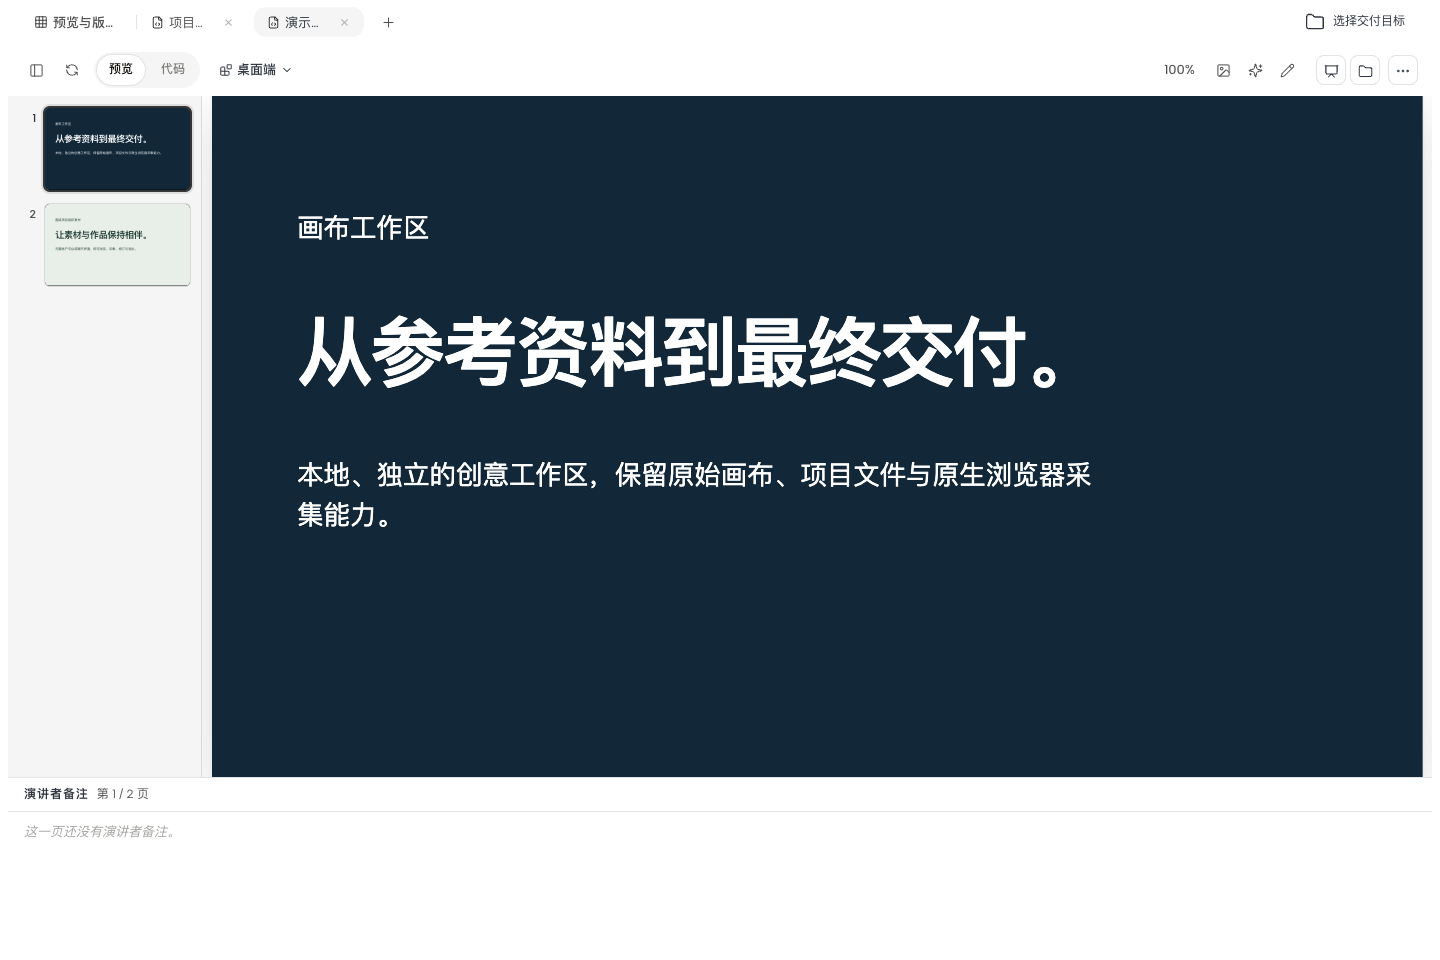 预览与版...
项目...
演示...
选择交付目标
预览
代码
桌面端
100%
1
从参考资料到最终交付。
2
让素材与作品保持相伴。
画布工作区
从参考资料到最终交付。
本地、独立的创意工作区，保留原始画布、项目文件与原生浏览器采
集能力。
演讲者备注 第 1 / 2 页
这一页还没有演讲者备注。